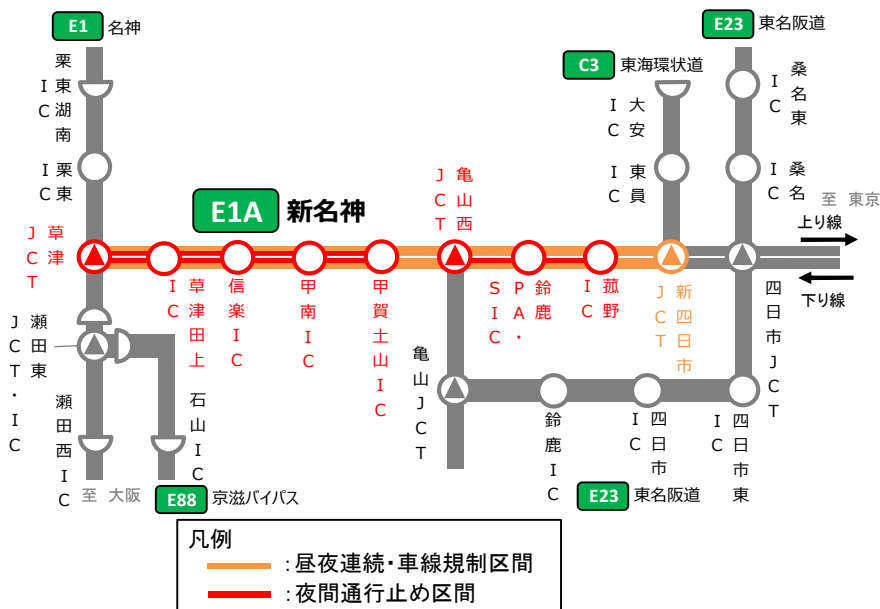 E1 名神
E23 東名阪道
C3 東海環状道
栗東湖南IC
大安IC
桑名東IC
栗東IC
東員IC
桑名IC
至 東京
E1A 新名神
亀山西JCT
上り線
草津JCT
下り線
草津田上IC
信楽IC
甲南IC
甲賀土山IC
鈴鹿PA・SIC
菰野IC
新四日市JCT
四日市JCT
瀬田東JCT・IC
亀山JCT
瀬田西IC
石山IC
鈴鹿IC
四日市IC
四日市東IC
至 大阪
E88 京滋バイパス
E23 東名阪道
凡例
：昼夜連続・車線規制区間
：夜間通行止め区間